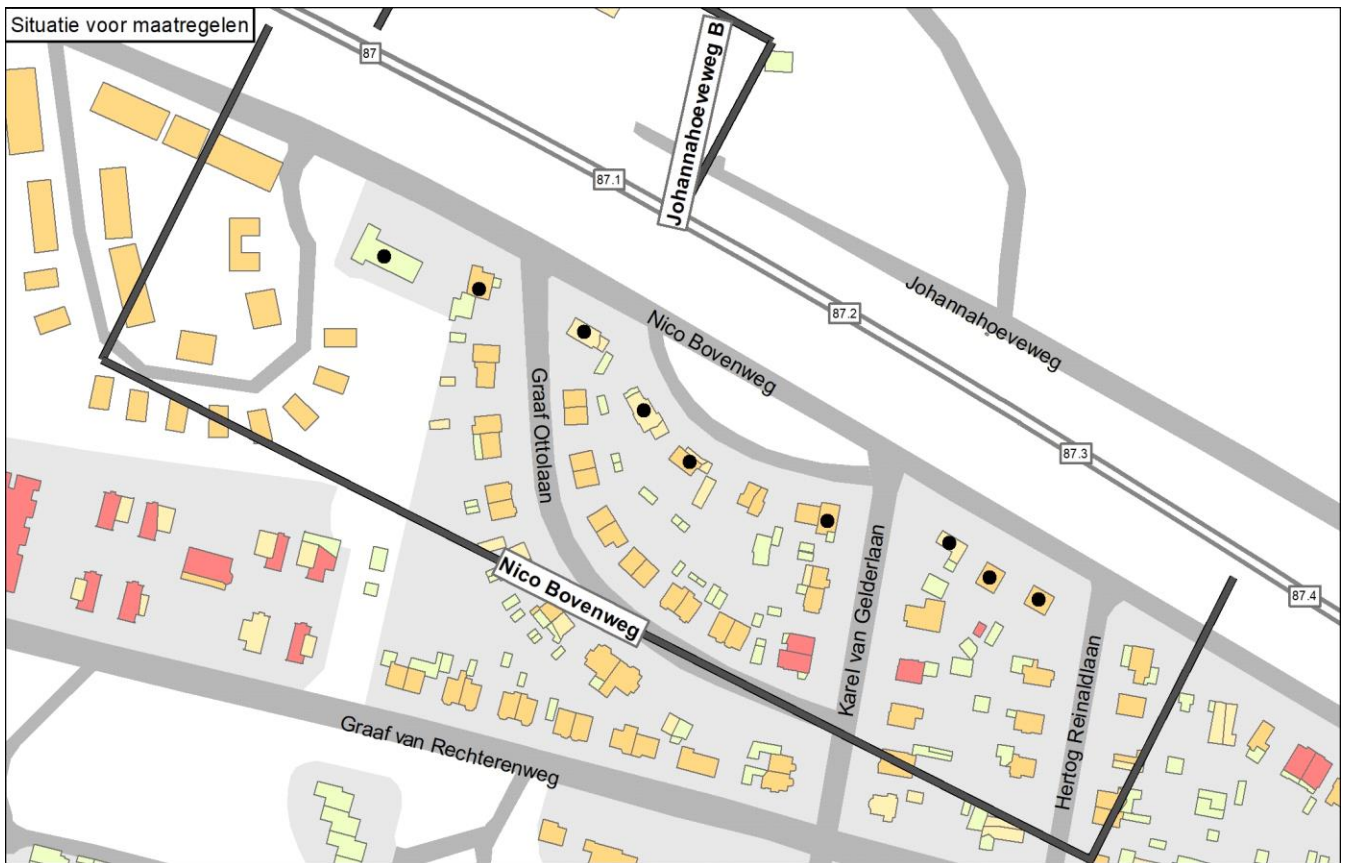 Situatie voor maatregelen
87
Johannahoeveweg B
87.1
Johannahoeveweg
87.2
Nico Bovenweg
Graaf Ottolaan
87.3
Nico Bovenweg
87.4
Karel van Gelderlaan
Hertog Reinaldlaan
Graaf van Rechterenweg